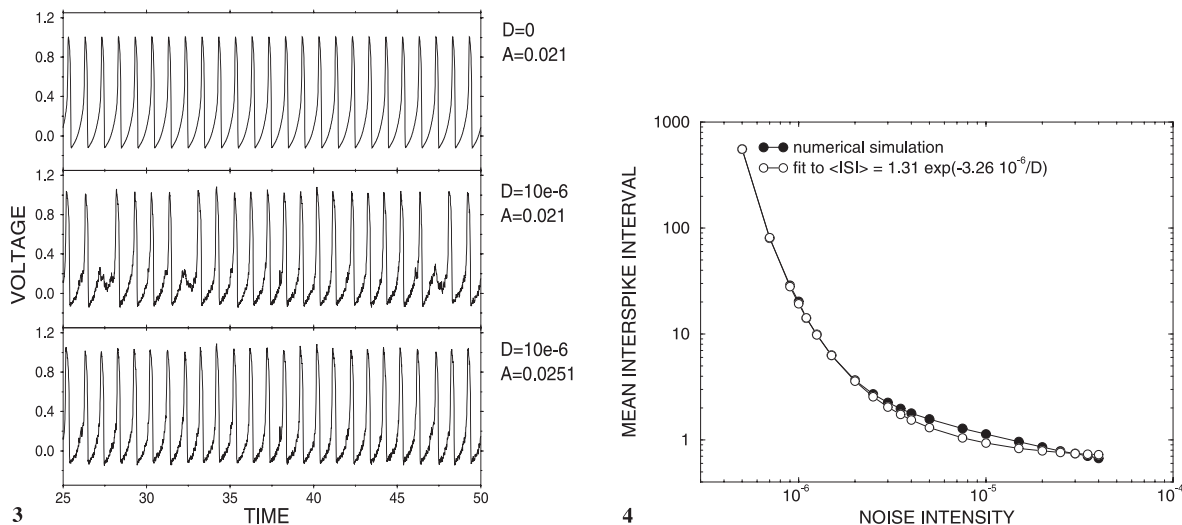 1.2
0.8
0.4
0.0
D=0
A=0.021
1.2
0.8
0.4
0.0
D=10e-6
A=0.021
1.2
0.8
0.4
0.0
D=10e-6
A=0.0251
VOLTAGE
25 30 35 40 45 50
TIME
3
1000
100
10
1
MEAN INTERSPIKE INTERVAL
numerical simulation
fit to <ISI> = 1.31 exp(-3.26 10⁻⁶/D)
10⁻⁶ 10⁻⁵ 10⁻⁴
NOISE INTENSITY
4